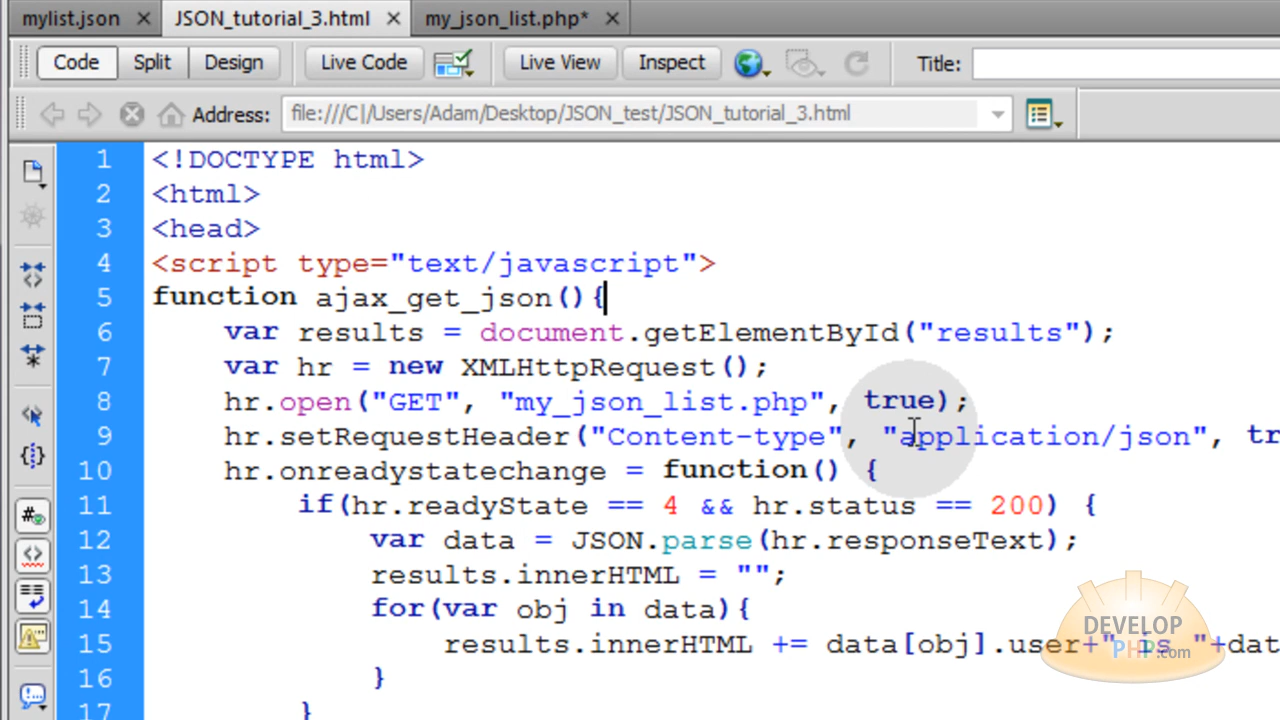 mylist.json JSON_tutorial_3.html my_json_list.php*
Code Split Design Live Code Live View Inspect Title:
Address: file:///C|/Users/Adam/Desktop/JSON_test/JSON_tutorial_3.html
1 <!DOCTYPE html>
2 <html>
3 <head>
4 <script type="text/javascript">
5 function ajax_get_json(){
6 var results = document.getElementById("results");
7 var hr = new XMLHttpRequest();
8 hr.open("GET", "my_json_list.php", true);
9 hr.setRequestHeader("Content-type", "application/json", tr
10 hr.onreadystatechange = function() {
11 if(hr.readyState == 4 && hr.status == 200) {
12 var data = JSON.parse(hr.responseText);
13 results.innerHTML = "";
14 for(var obj in data){
15 results.innerHTML += data[obj].user+" is "+dat
16 }
17 }
DEVELOP
PHP.com